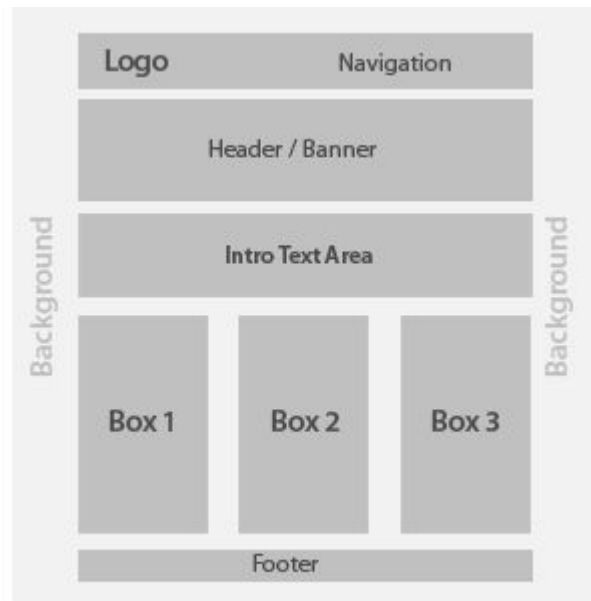 Logo
Navigation
Header / Banner
Background
Intro Text Area
Background
Box 1
Box 2
Box 3
Footer